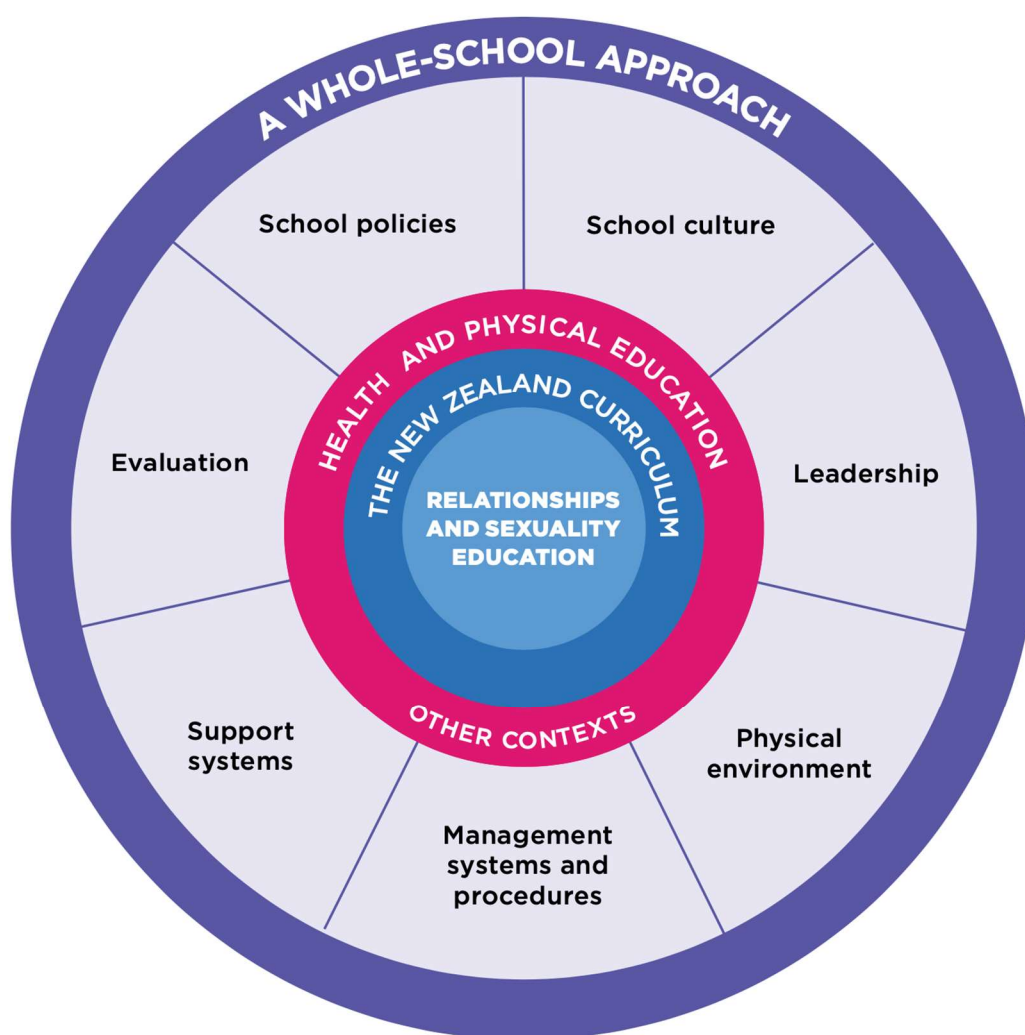 A WHOLE-SCHOOL APPROACH
School policies
School culture
HEALTH AND PHYSICAL EDUCATION
THE NEW ZEALAND CURRICULUM
Evaluation
Leadership
RELATIONSHIPS
AND SEXUALITY
EDUCATION
OTHER CONTEXTS
Support
systems
Physical
environment
Management
systems and
procedures